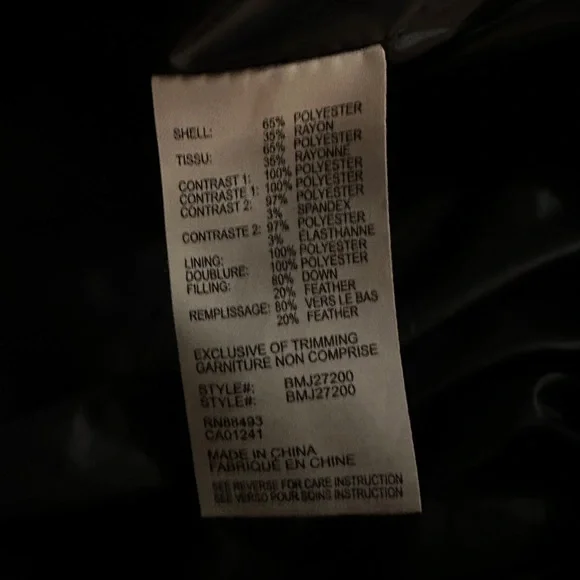 SHELL: 65% POLYESTER
35% RAYON
TISSU: 65% POLYESTER
35% RAYONNE
CONTRAST 1: 100% POLYESTER
CONTRASTE 1: 100% POLYESTER
CONTRAST 2: 97% POLYESTER
3% SPANDEX
CONTRASTE 2: 97% POLYESTER
3% ELASTHANNE
LINING: 100% POLYESTER
DOUBLURE: 100% POLYESTER
FILLING: 80% DOWN
20% FEATHER
REMPLISSAGE: 80% VERS LE BAS
20% FEATHER
EXCLUSIVE OF TRIMMING
GARNITURE NON COMPRISE
STYLE#: BMJ27200
STYLE#: BMJ27200
RN88493
CA01241
MADE IN CHINA
FABRIQUÉ EN CHINE
SEE REVERSE FOR CARE INSTRUCTION
SEE VERSO POUR SOINS INSTRUCTION